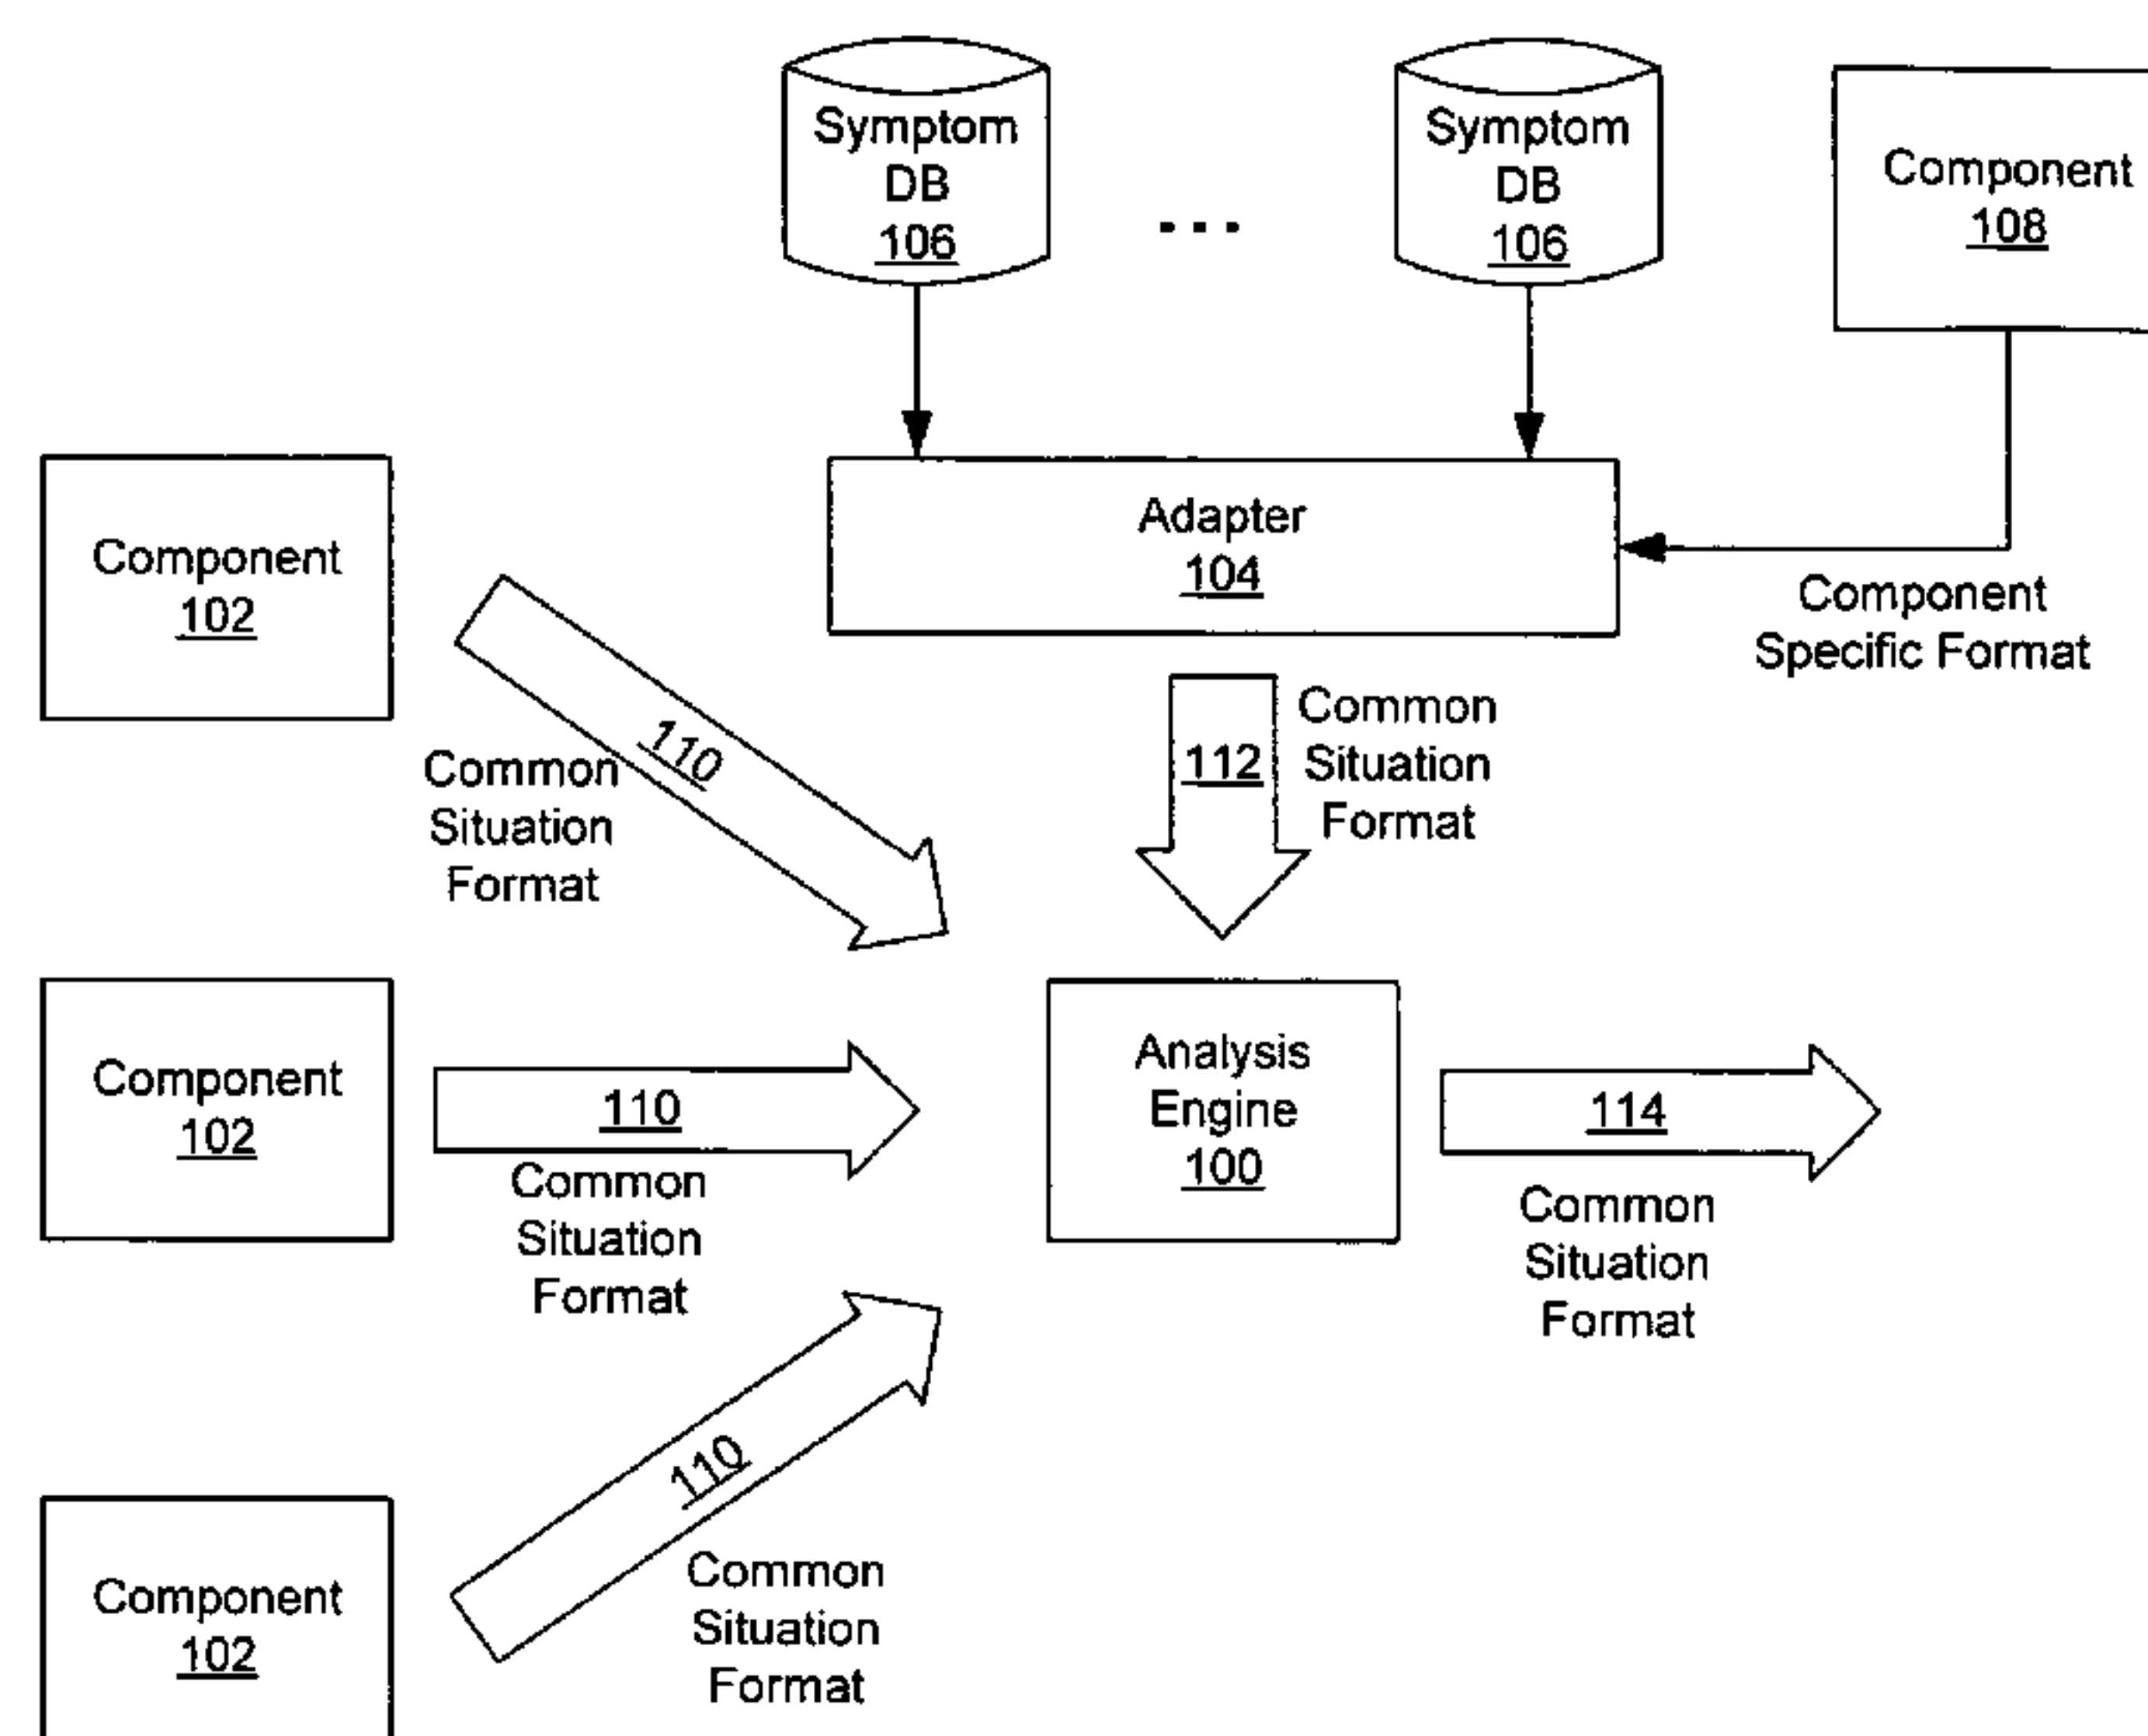 Symptom
DB
106
...
Symptom
DB
106
Component
108
Adapter
104
Component
Specific Format
Component
102
110
Common
Situation
Format
112
Common
Situation
Format
Component
102
110
Common
Situation
Format
Analysis
Engine
100
114
Common
Situation
Format
110
Common
Situation
Format
Component
102